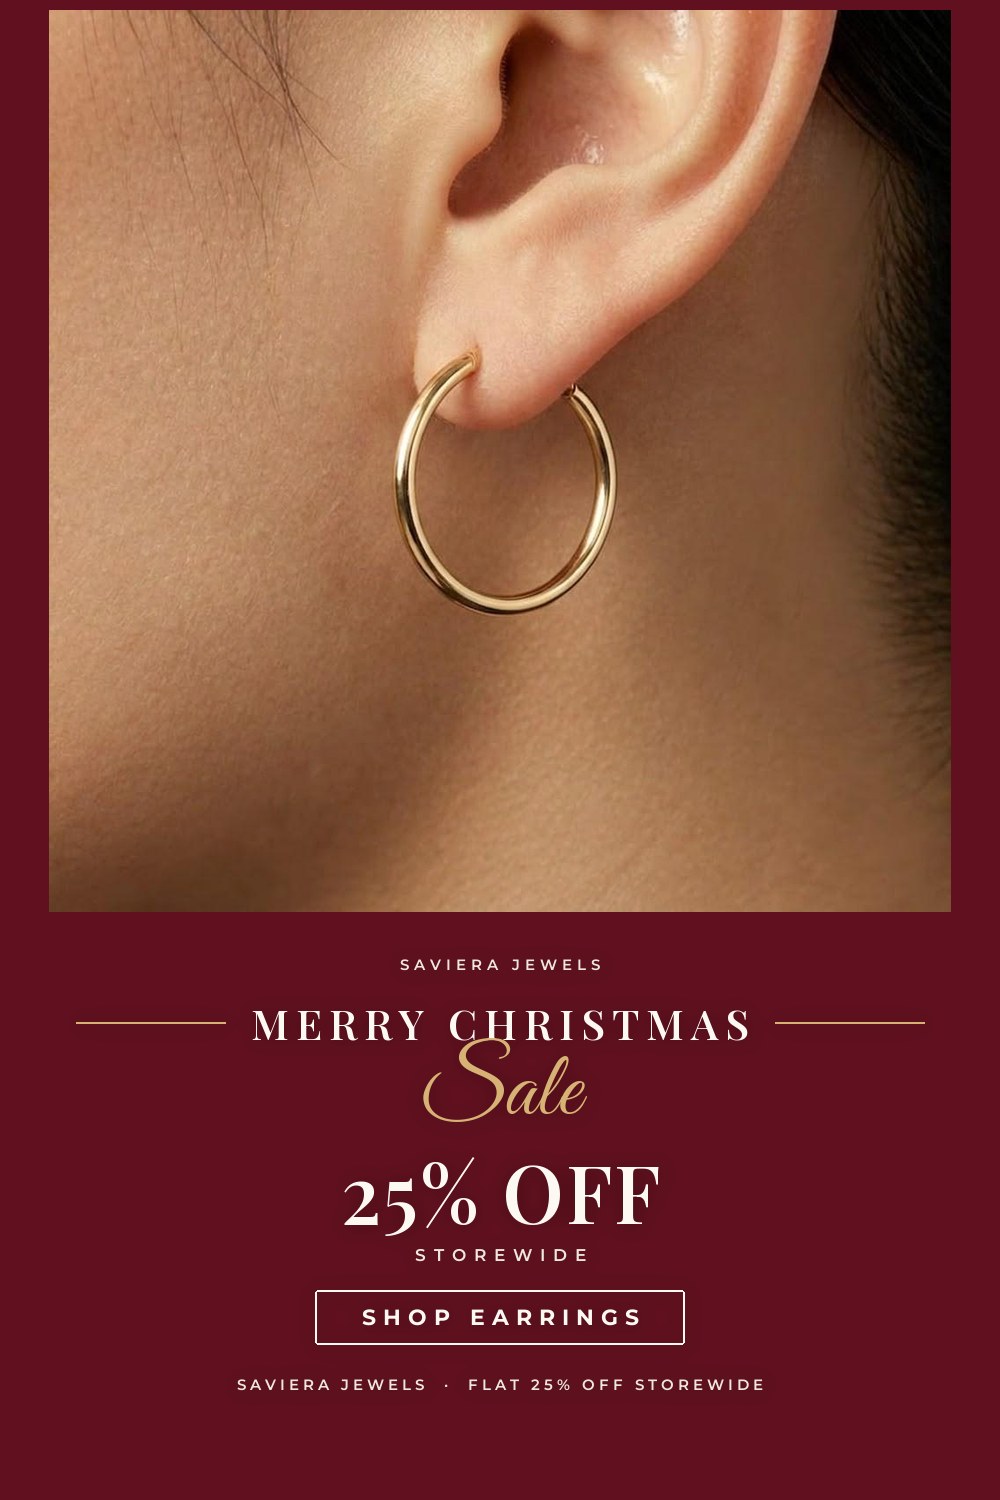 SAVIERA JEWELS
MERRY CHRISTMAS
Sale
25% OFF
STOREWIDE
SHOP EARRINGS
SAVIERA JEWELS · FLAT 25% OFF STOREWIDE